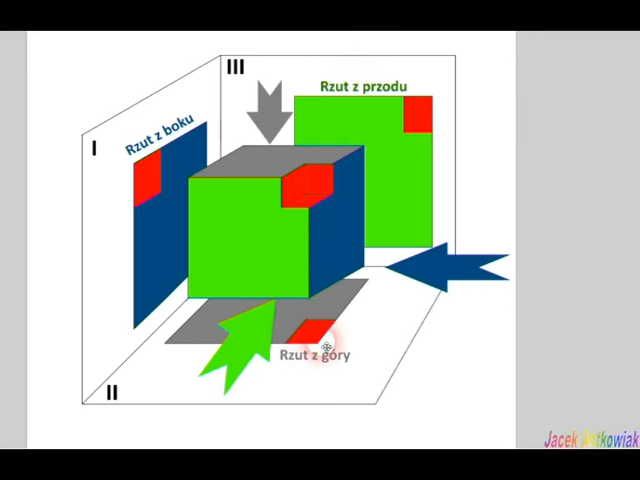 III
Rzut z przodu
Rzut z boku
I
Rzut z góry
II
Jacek Antkowiak